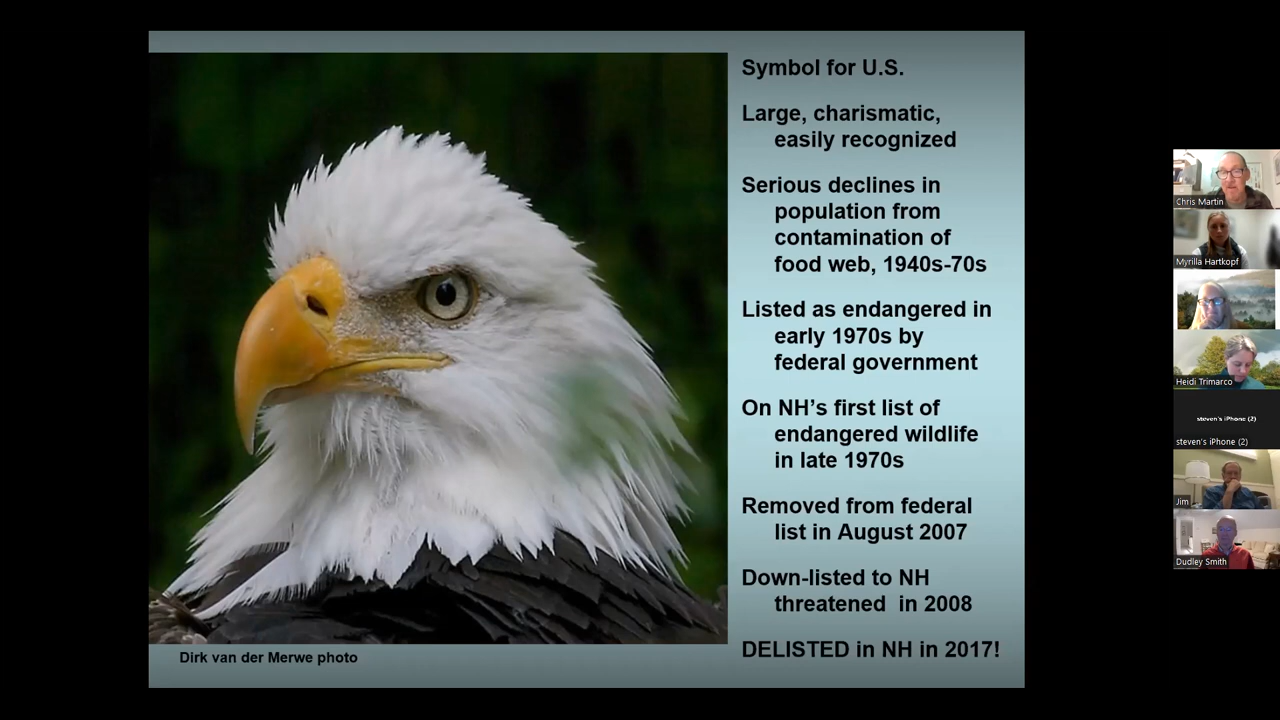 Symbol for U.S.
Large, charismatic,
easily recognized
Serious declines in
population from
contamination of
food web, 1940s-70s
Listed as endangered in
early 1970s by
federal government
On NH’s first list of
endangered wildlife
in late 1970s
Removed from federal
list in August 2007
Down-listed to NH
threatened  in 2008
DELISTED in NH in 2017!
Dirk van der Merwe photo
Chris Martin
Myrilla Hartkopf
Heidi Trimarco
steven's iPhone (2)
steven's iPhone (2)
Jim
Dudley Smith